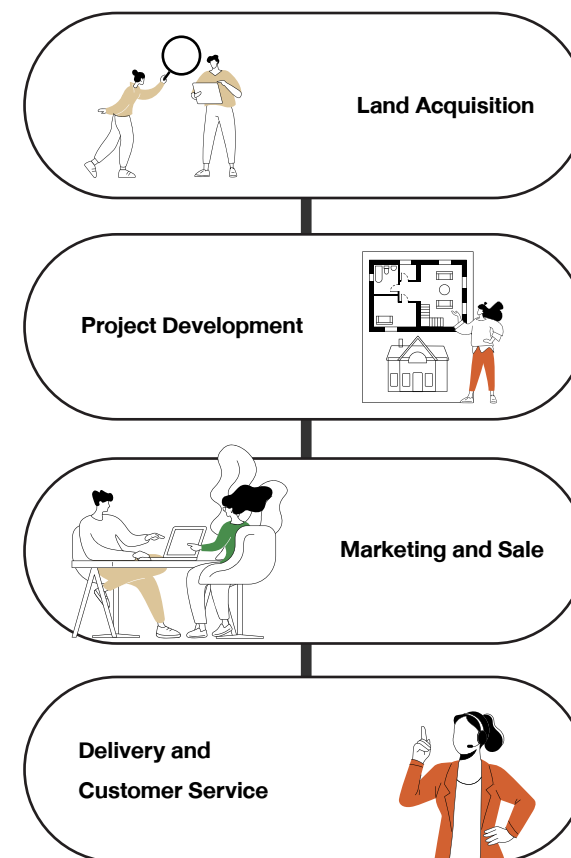 Land Acquisition
Project Development
Marketing and Sale
Delivery and
Customer Service